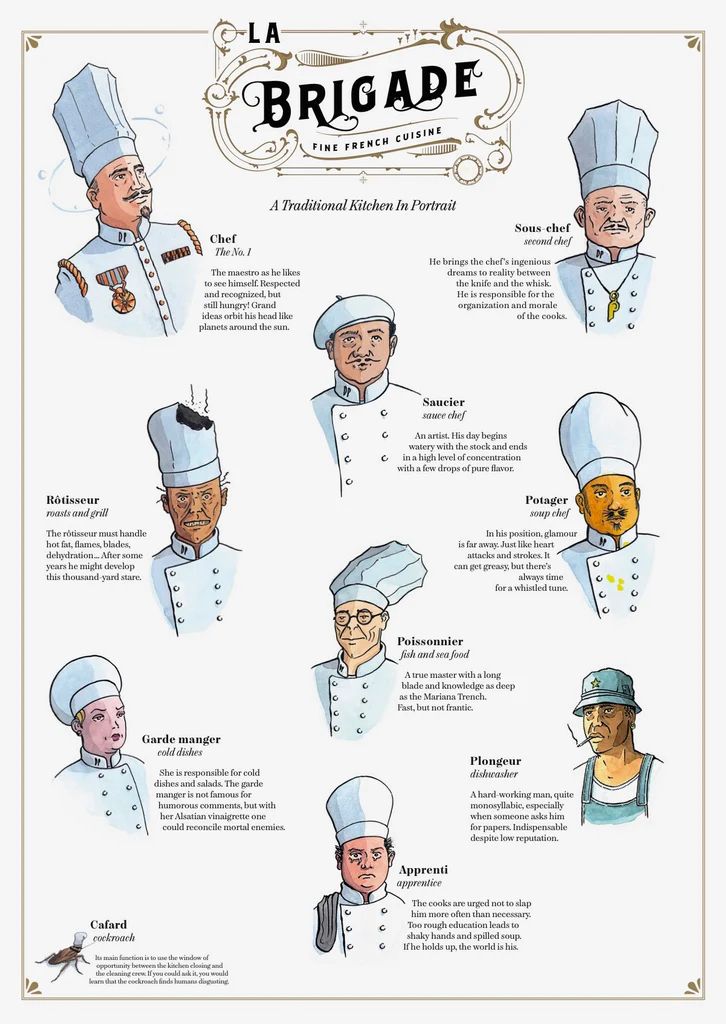 LA
BRIGADE
FINE FRENCH CUISINE
A Traditional Kitchen In Portrait
Chef
The No. 1
The maestro as he likes
to see himself. Respected
and recognized, but
still hungry! Grand
ideas orbit his head like
planets around the sun.
Sous-chef
second chef
He brings the chef's ingenious
dreams to reality between
the knife and the whisk.
He is responsible for the
organization and morale
of the cooks.
Saucier
sauce chef
An artist. His day begins
watery with the stock and ends
in a high level of concentration
with a few drops of pure flavor.
Rôtisseur
roasts and grill
The rôtisseur must handle
hot fat, flames, blades,
dehydration... After some
years he might develop
this thousand-yard stare.
Potager
soup chef
In his position, glamour
is far away. Just like heart
attacks and strokes. It
can get greasy, but there's
always time
for a whistled tune.
Poissonnier
fish and sea food
A true master with a long
blade and knowledge as deep
as the Mariana Trench.
Fast, but not frantic.
Garde manger
cold dishes
She is responsible for cold
dishes and salads. The garde
manger is not famous for
humorous comments, but with
her Alsatian vinaigrette one
could reconcile mortal enemies.
Plongeur
dishwasher
A hard-working man, quite
monosyllabic, especially
when someone asks him
for papers. Indispensable
despite low reputation.
Apprenti
apprentice
The cooks are urged not to slap
him more often than necessary.
Too rough education leads to
shaky hands and spilled soup.
If he holds up, the world is his.
Cafard
cockroach
Its main function is to use the window of
opportunity between the kitchen closing and
the cleaning crew. If you could ask it, you would
learn that the cockroach finds humans disgusting.